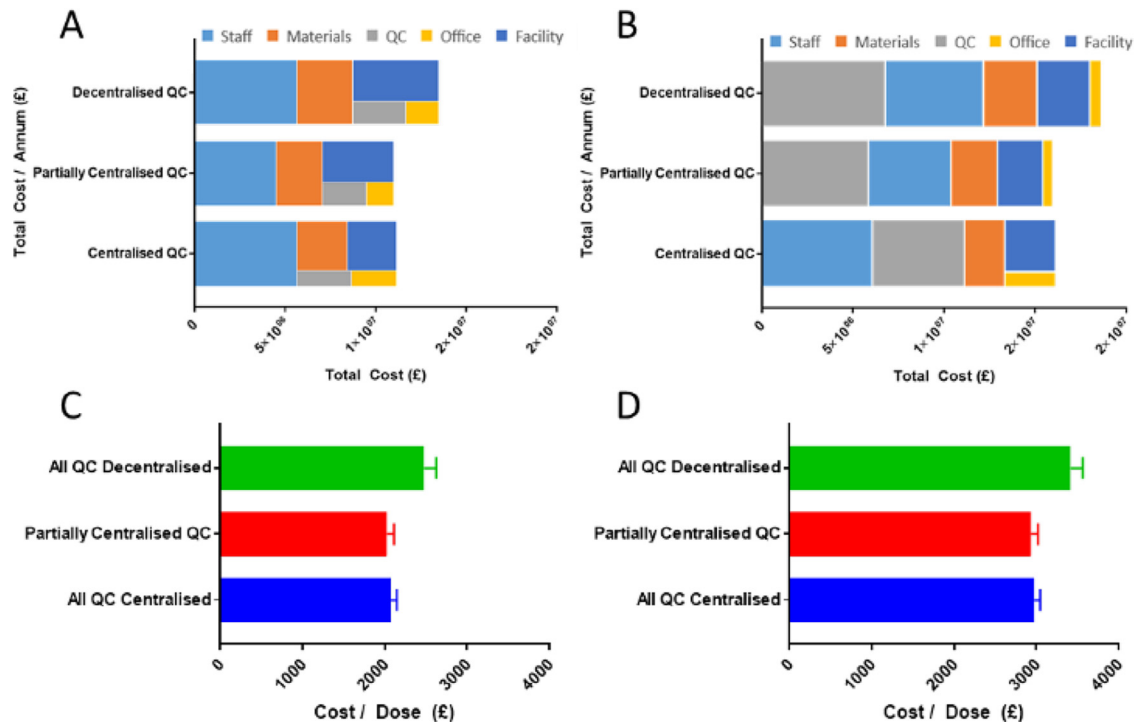 A
Staff Materials QC Office Facility
Total Cost / Annum (£)
Decentralised QC
Partially Centralised QC
Centralised QC
0 5×10⁰⁶ 1×10⁰⁷ 2×10⁰⁷ 2×10⁰⁷
Total Cost (£)
B
Staff Materials QC Office Facility
Total Cost / Annum (£)
Decentralised QC
Partially Centralised QC
Centralised QC
0 5×10⁰⁶ 1×10⁰⁷ 2×10⁰⁷ 2×10⁰⁷
Total Cost (£)
C
All QC Decentralised
Partially Centralised QC
All QC Centralised
0 1000 2000 3000 4000
Cost / Dose (£)
D
All QC Decentralised
Partially Centralised QC
All QC Centralised
0 1000 2000 3000 4000
Cost / Dose (£)